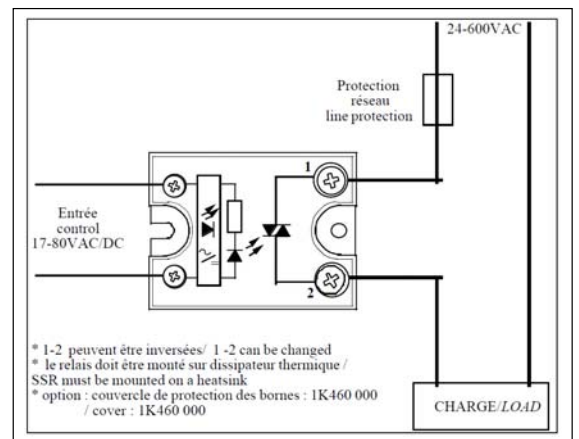 24-600VAC
Protection
réseau
line protection
1
Entrée
control
17-80VAC/DC
~/=
2
* 1-2 peuvent être inversées/ 1 -2 can be changed
* le relais doit être monté sur dissipateur thermique /
SSR must be mounted on a heatsink
* option : couvercle de protection des bornes : 1K460 000
/ cover : 1K460 000
CHARGE/LOAD